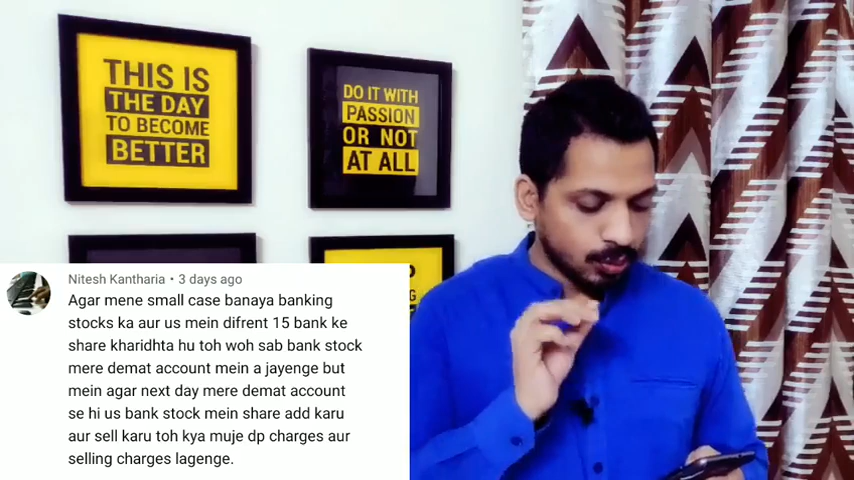 THIS IS
THE DAY
TO BECOME
BETTER
DO IT WITH
PASSION
OR NOT
AT ALL
Nitesh Kantharia • 3 days ago
Agar mene small case banaya banking
stocks ka aur us mein difrent 15 bank ke
share kharidhta hu toh woh sab bank stock
mere demat account mein a jayenge but
mein agar next day mere demat account
se hi us bank stock mein share add karu
aur sell karu toh kya muje dp charges aur
selling charges lagenge.